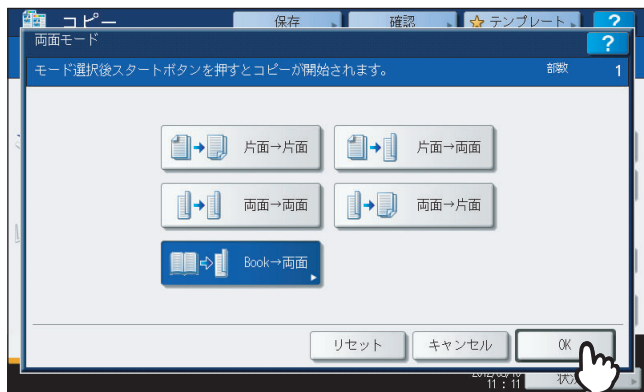 コピー 保存 確認 テンプレート ?
両面モード ?
モード選択後スタートボタンを押すとコピーが開始されます。 部数 1
片面→片面 片面→両面
両面→両面 両面→片面
Book→両面
リセット キャンセル OK
11 : 11